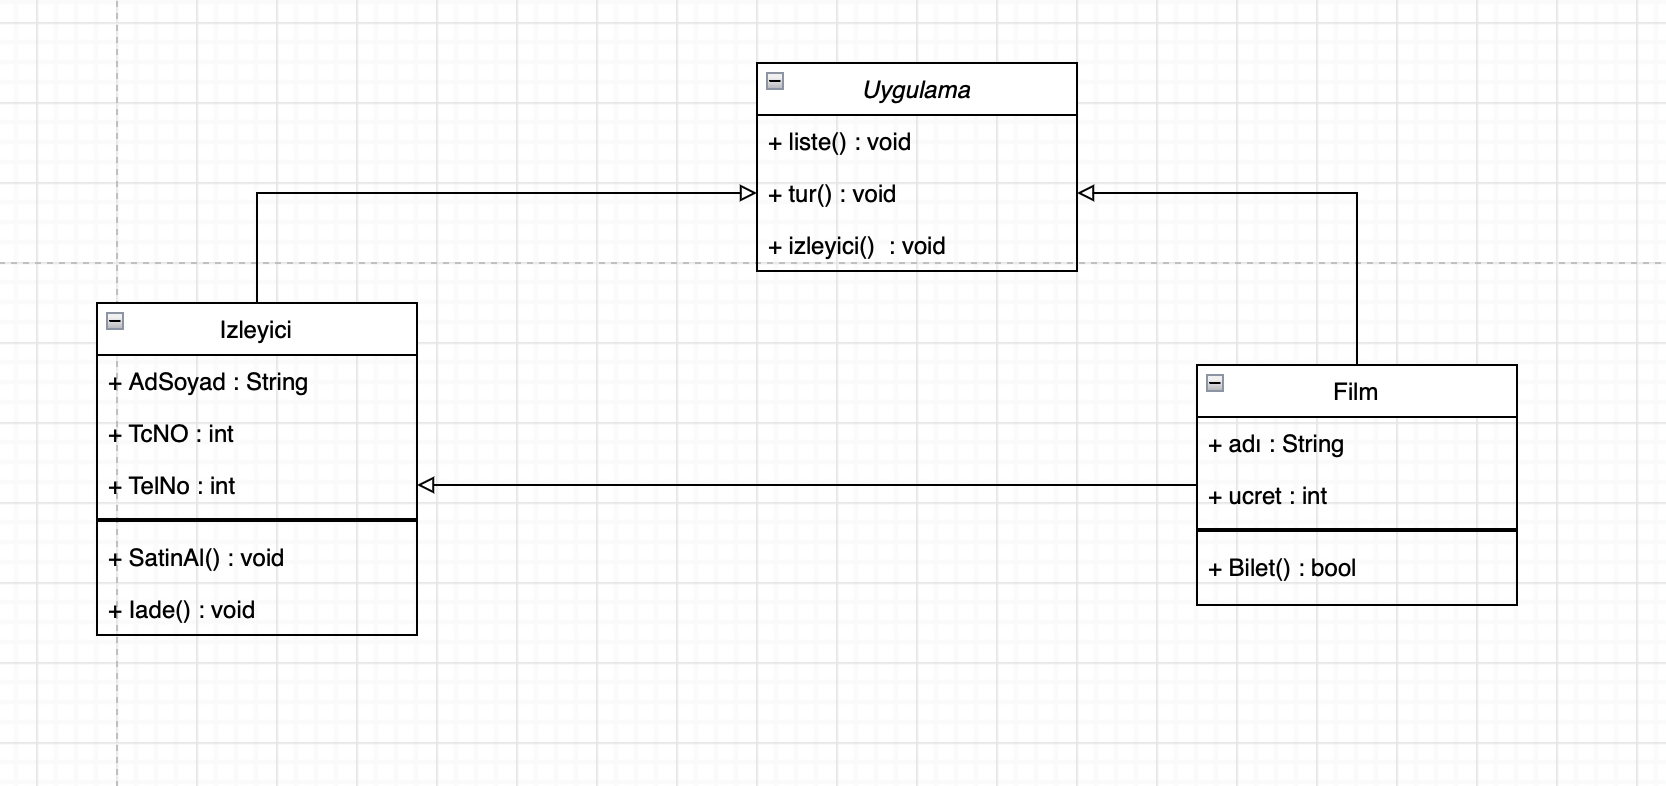 Uygulama
+ liste() : void
+ tur() : void
+ izleyici()  : void
Izleyici
+ AdSoyad : String
+ TcNO : int
+ TelNo : int
+ SatinAl() : void
+ Iade() : void
Film
+ adı : String
+ ucret : int
+ Bilet() : bool